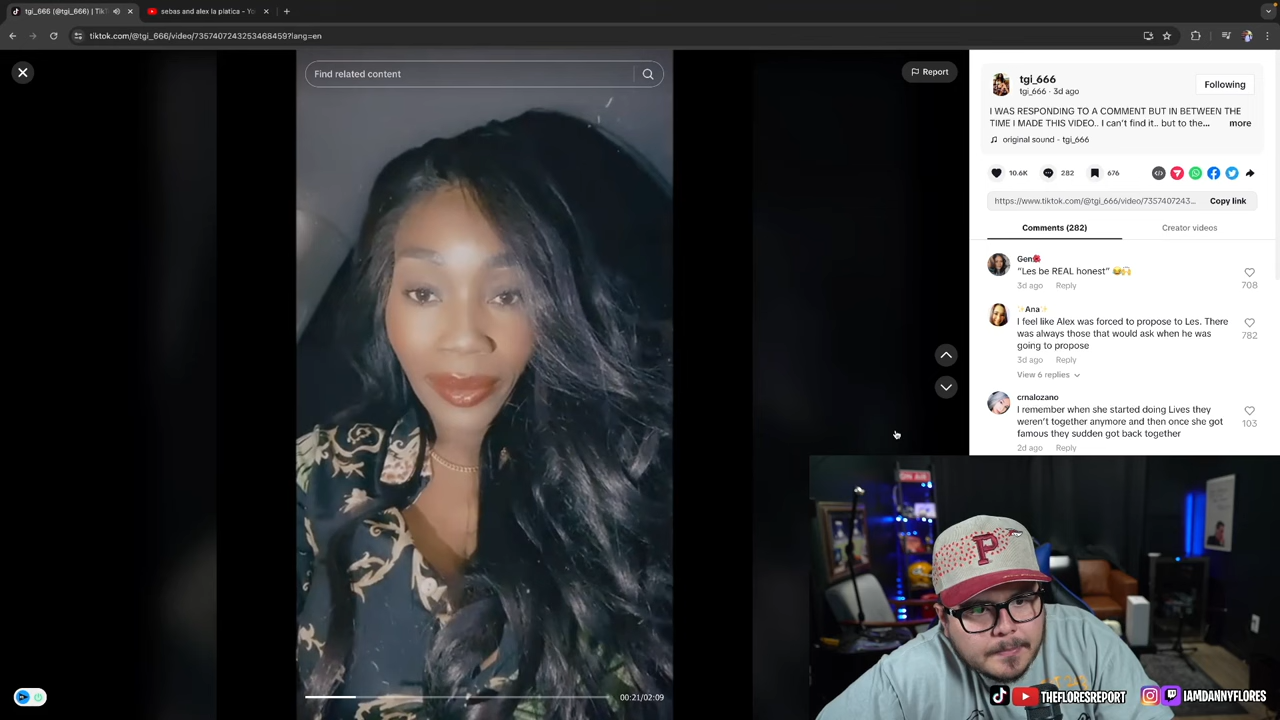 tgi_666 (@tgi_666) | TikT
sebas and alex la platica - Yo
tiktok.com/@tgi_666/video/7357407243253468459?lang=en
Find related content
Report
tgi_666
tgi_666 · 3d ago
Following
I WAS RESPONDING TO A COMMENT BUT IN BETWEEN THE
TIME I MADE THIS VIDEO.. I can't find it.. but to the... more
original sound - tgi_666
10.6K
282
676
https://www.tiktok.com/@tgi_666/video/7357407243...
Copy link
Comments (282)
Creator videos
Gens
"Les be REAL honest" 😂🙌
3d ago Reply
708
✨Ana✨
I feel like Alex was forced to propose to Les. There
was always those that would ask when he was
going to propose
782
3d ago Reply
View 6 replies
crnalozano
I remember when she started doing Lives they
weren't together anymore and then once she got
famous they sudden got back together
103
2d ago Reply
ON AIR
P
00:21/02:09
THEFLORESREPORT
IAMDANNYFLORES